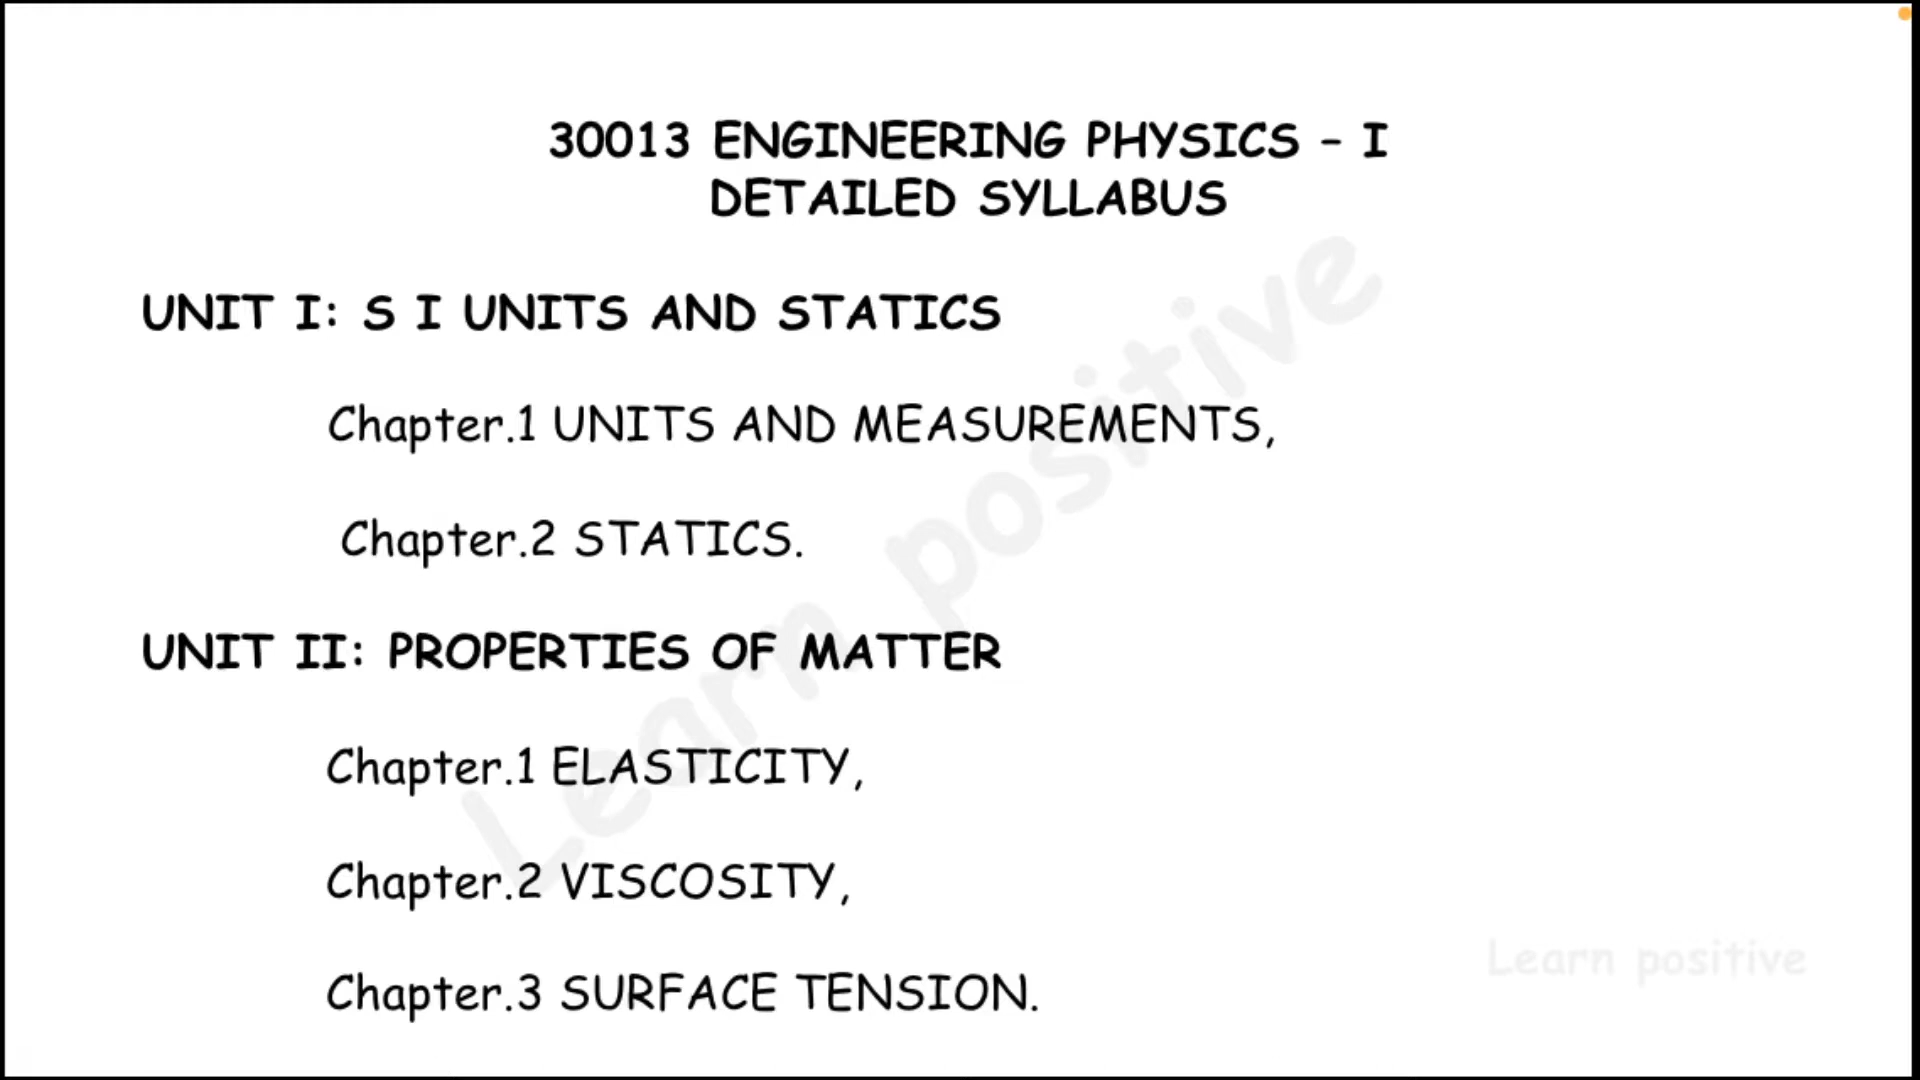 30013 ENGINEERING PHYSICS – I
DETAILED SYLLABUS
UNIT I: S I UNITS AND STATICS
Chapter.1 UNITS AND MEASUREMENTS,
Chapter.2 STATICS.
UNIT II: PROPERTIES OF MATTER
Chapter.1 ELASTICITY,
Chapter.2 VISCOSITY,
Chapter.3 SURFACE TENSION.
Learn positive
Learn positive